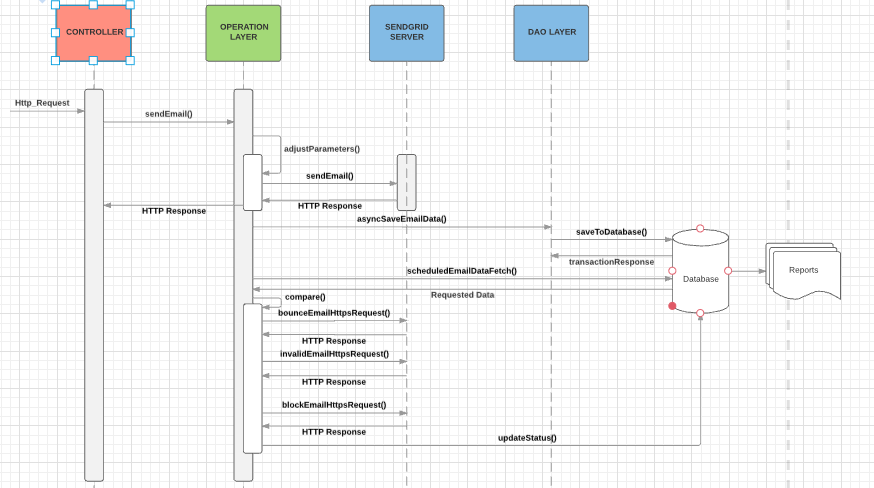 CONTROLLER
OPERATION
LAYER
SENDGRID
SERVER
DAO LAYER
Http_Request
sendEmail()
adjustParameters()
sendEmail()
HTTP Response
HTTP Response
asyncSaveEmailData()
saveToDatabase()
transactionResponse
scheduledEmailDataFetch()
Database
Reports
Requested Data
compare()
bounceEmailHttpsRequest()
HTTP Response
invalidEmailHttpsRequest()
HTTP Response
blockEmailHttpsRequest()
HTTP Response
updateStatus()